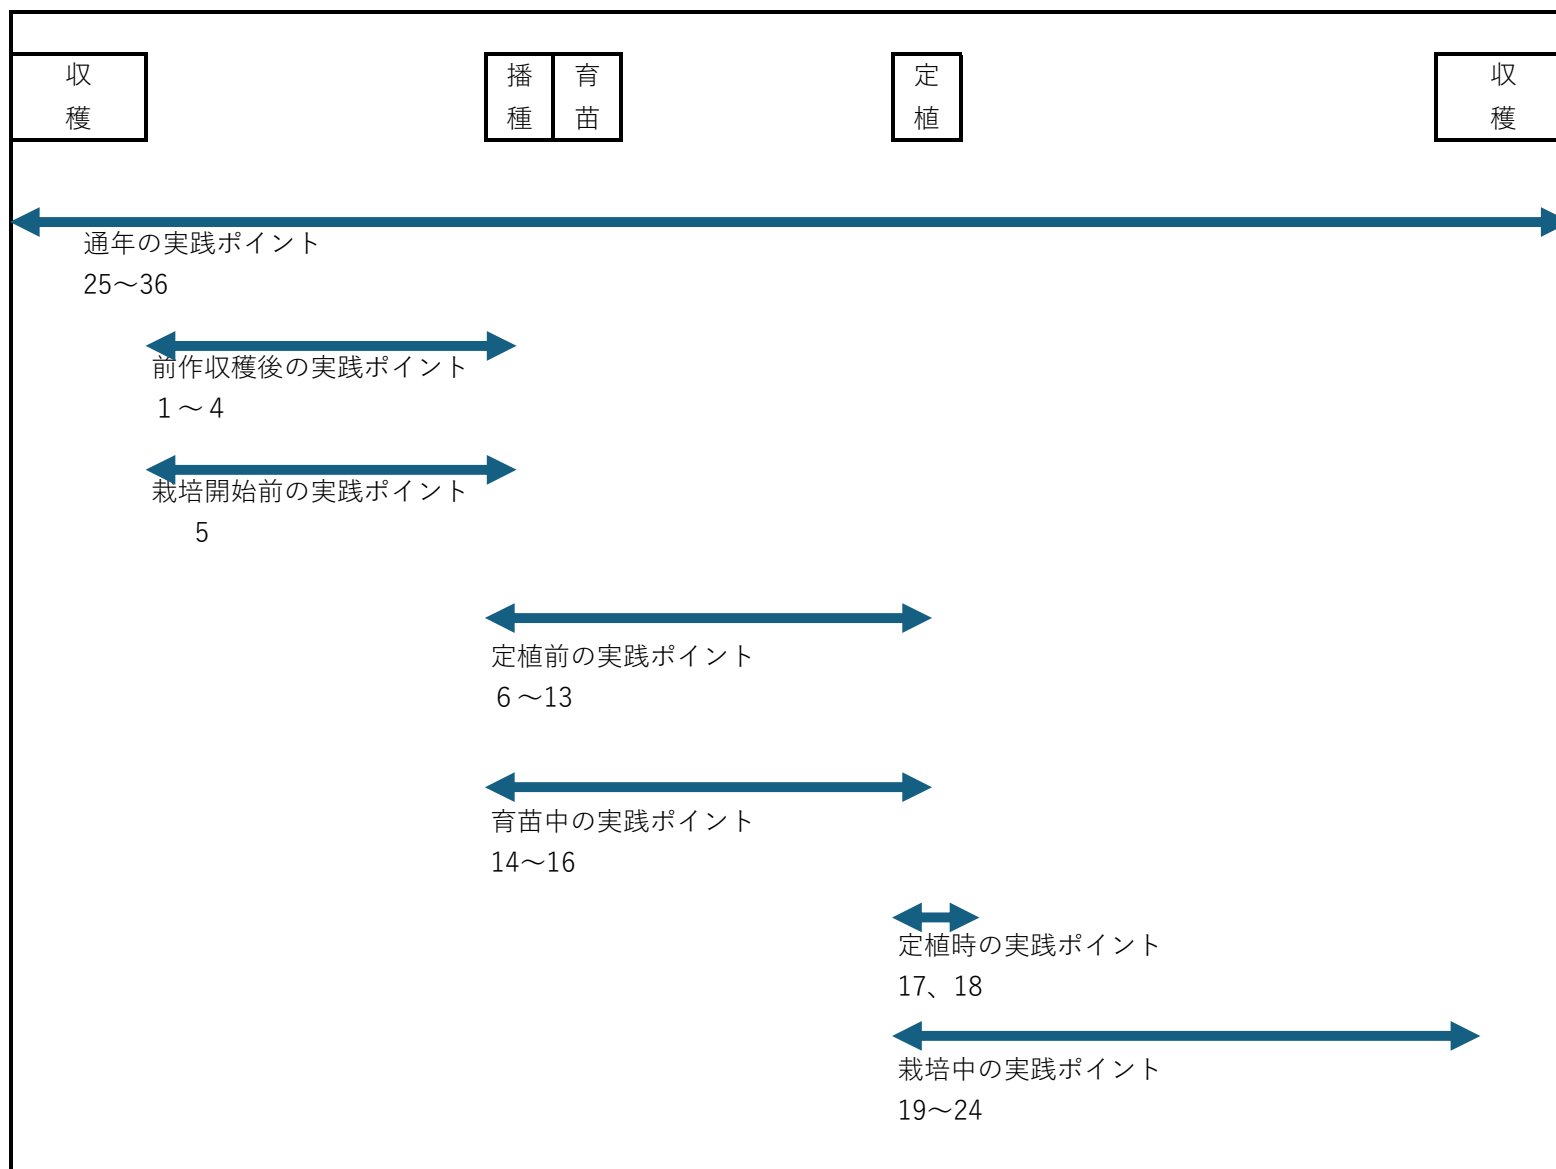 収穫
播種
育苗
定植
収穫
通年の実践ポイント
25～36
前作収穫後の実践ポイント
１～４
栽培開始前の実践ポイント
5
定植前の実践ポイント
６～13
育苗中の実践ポイント
14～16
定植時の実践ポイント
17、18
栽培中の実践ポイント
19～24